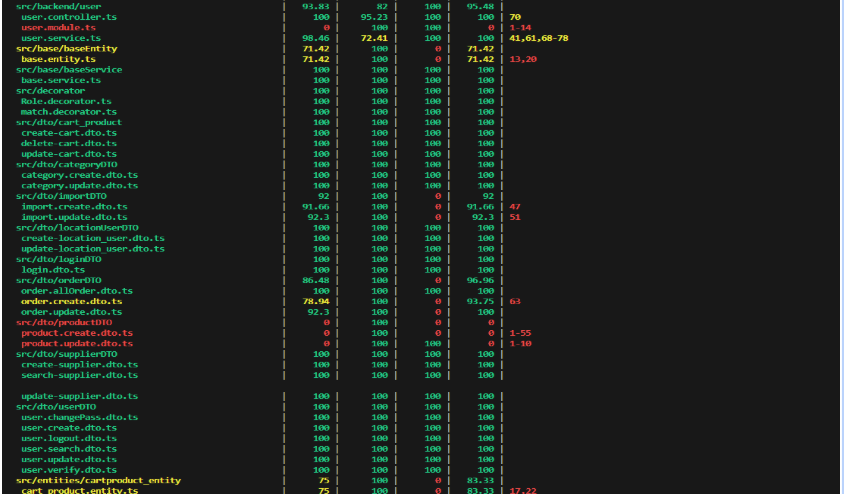 src/backend/user | 93.83 | 82 | 100 | 95.48 |
user.controller.ts | 100 | 95.23 | 100 | 100 | 70
user.module.ts | 0 | 100 | 100 | 0 | 1-14
user.service.ts | 98.46 | 72.41 | 100 | 100 | 41,61,68-78
src/base/baseEntity | 71.42 | 100 | 0 | 71.42 |
base.entity.ts | 71.42 | 100 | 0 | 71.42 | 13,20
src/base/baseService | 100 | 100 | 100 | 100 |
base.service.ts | 100 | 100 | 100 | 100 |
src/decorator | 100 | 100 | 100 | 100 |
Role.decorator.ts | 100 | 100 | 100 | 100 |
match.decorator.ts | 100 | 100 | 100 | 100 |
src/dto/cart_product | 100 | 100 | 100 | 100 |
create-cart.dto.ts | 100 | 100 | 100 | 100 |
delete-cart.dto.ts | 100 | 100 | 100 | 100 |
update-cart.dto.ts | 100 | 100 | 100 | 100 |
src/dto/categoryDTO | 100 | 100 | 100 | 100 |
category.create.dto.ts | 100 | 100 | 100 | 100 |
category.update.dto.ts | 100 | 100 | 100 | 100 |
src/dto/importDTO | 92 | 100 | 0 | 92 |
import.create.dto.ts | 91.66 | 100 | 0 | 91.66 | 47
import.update.dto.ts | 92.3 | 100 | 0 | 92.3 | 51
src/dto/locationUserDTO | 100 | 100 | 100 | 100 |
create-location_user.dto.ts | 100 | 100 | 100 | 100 |
update-location_user.dto.ts | 100 | 100 | 100 | 100 |
src/dto/loginDTO | 100 | 100 | 100 | 100 |
login.dto.ts | 100 | 100 | 100 | 100 |
src/dto/orderDTO | 86.48 | 100 | 0 | 96.96 |
order.allOrder.dto.ts | 100 | 100 | 100 | 100 |
order.create.dto.ts | 78.94 | 100 | 0 | 93.75 | 63
order.update.dto.ts | 92.3 | 100 | 0 | 100 |
src/dto/productDTO | 0 | 100 | 0 | 0 |
product.create.dto.ts | 0 | 100 | 0 | 0 | 1-55
product.update.dto.ts | 0 | 100 | 100 | 0 | 1-10
src/dto/supplierDTO | 100 | 100 | 100 | 100 |
create-supplier.dto.ts | 100 | 100 | 100 | 100 |
search-supplier.dto.ts | 100 | 100 | 100 | 100 |
update-supplier.dto.ts | 100 | 100 | 100 | 100 |
src/dto/userDTO | 100 | 100 | 100 | 100 |
user.changePass.dto.ts | 100 | 100 | 100 | 100 |
user.create.dto.ts | 100 | 100 | 100 | 100 |
user.logout.dto.ts | 100 | 100 | 100 | 100 |
user.search.dto.ts | 100 | 100 | 100 | 100 |
user.update.dto.ts | 100 | 100 | 100 | 100 |
user.verify.dto.ts | 100 | 100 | 100 | 100 |
src/entities/cartproduct_entity | 75 | 100 | 0 | 83.33 |
cart_product.entity.ts | 75 | 100 | 0 | 83.33 | 17,22